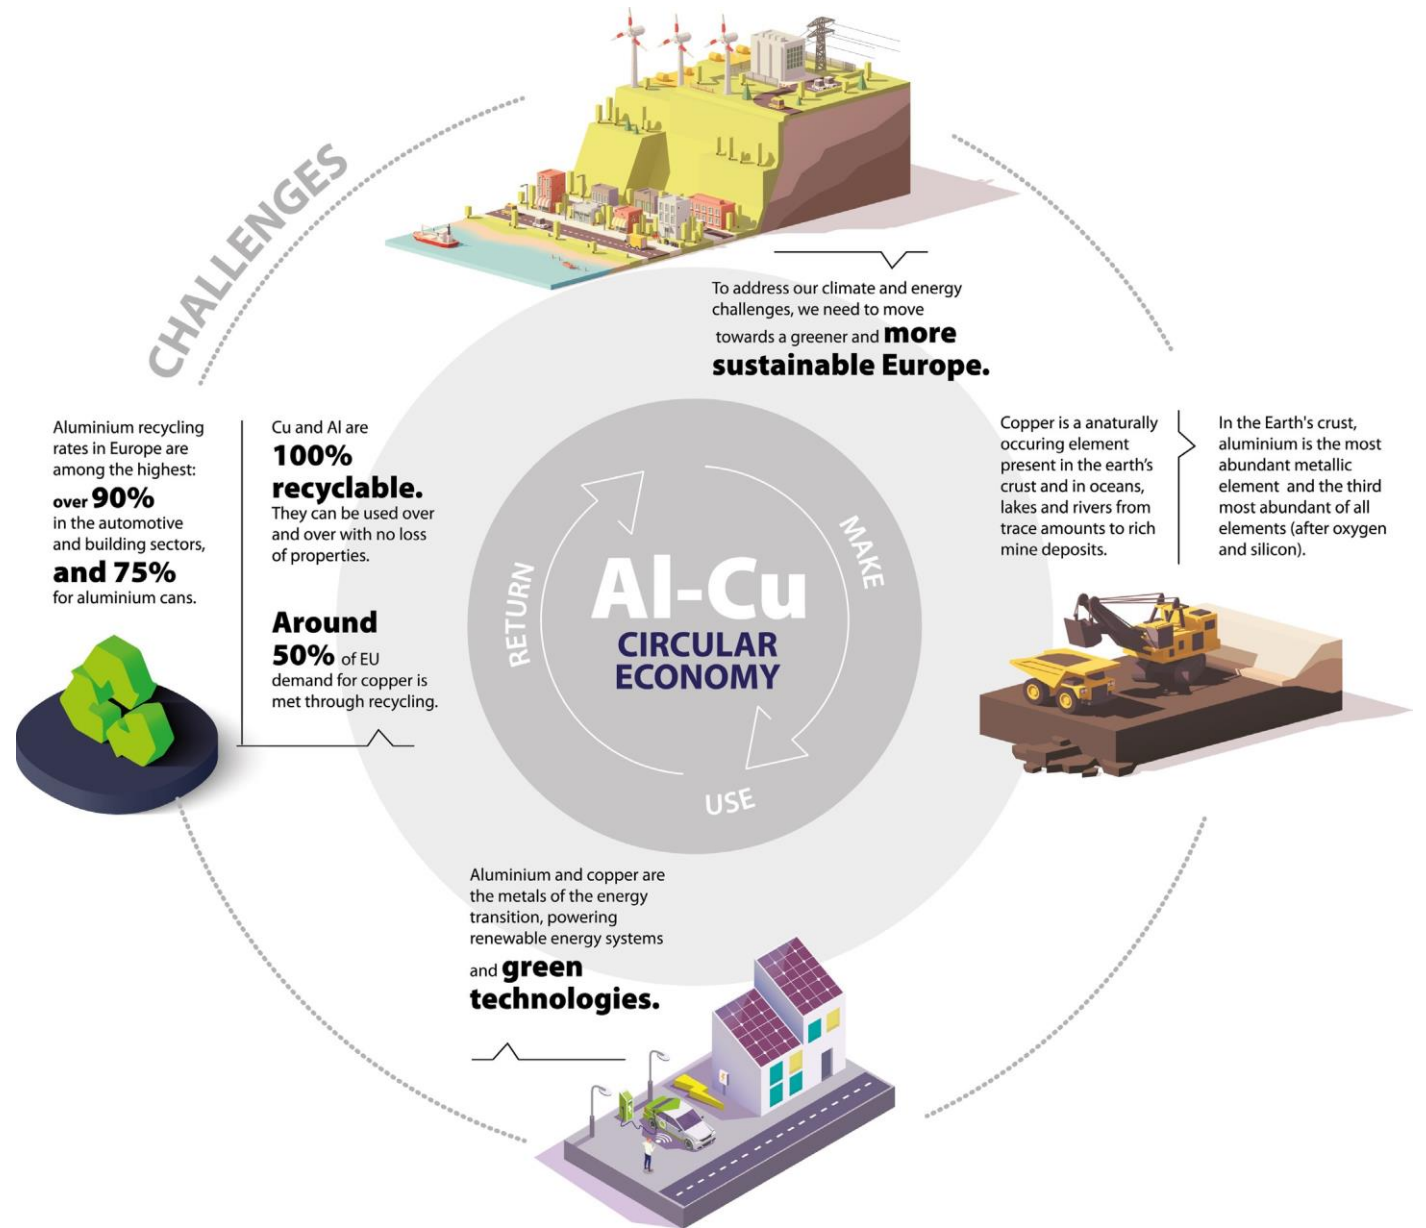 CHALLENGES
To address our climate and energy
challenges, we need to move
towards a greener and more
sustainable Europe.
Aluminium recycling
rates in Europe are
among the highest:
over 90%
in the automotive
and building sectors,
and 75%
for aluminium cans.
Cu and Al are
100%
recyclable.
They can be used over
and over with no loss
of properties.
Around
50% of EU
demand for copper is
met through recycling.
RETURN
MAKE
USE
Al-Cu
CIRCULAR
ECONOMY
Copper is a anaturally
occuring element
present in the earth's
crust and in oceans,
lakes and rivers from
trace amounts to rich
mine deposits.
In the Earth's crust,
aluminium is the most
abundant metallic
element and the third
most abundant of all
elements (after oxygen
and silicon).
Aluminium and copper are
the metals of the energy
transition, powering
renewable energy systems
and green
technologies.